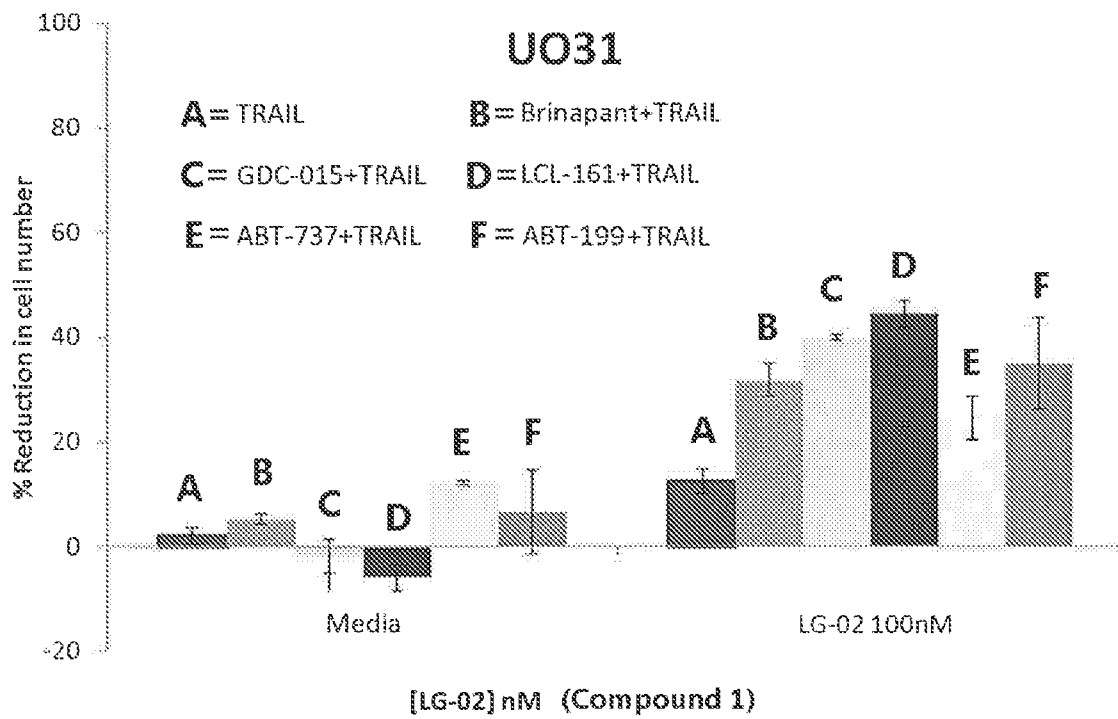 100
80
60
40
20
0
-20
% Reduction in cell number
UO31
A = TRAIL
B = Brinapant+TRAIL
C = GDC-015+TRAIL
D =LCL-161+TRAIL
E = ABT-737+TRAIL
F = ABT-199+TRAIL
A
B
C
D
E
F
A
B
C
D
E
F
Media
LG-02 100nM
[LG-02] nM (Compound 1)